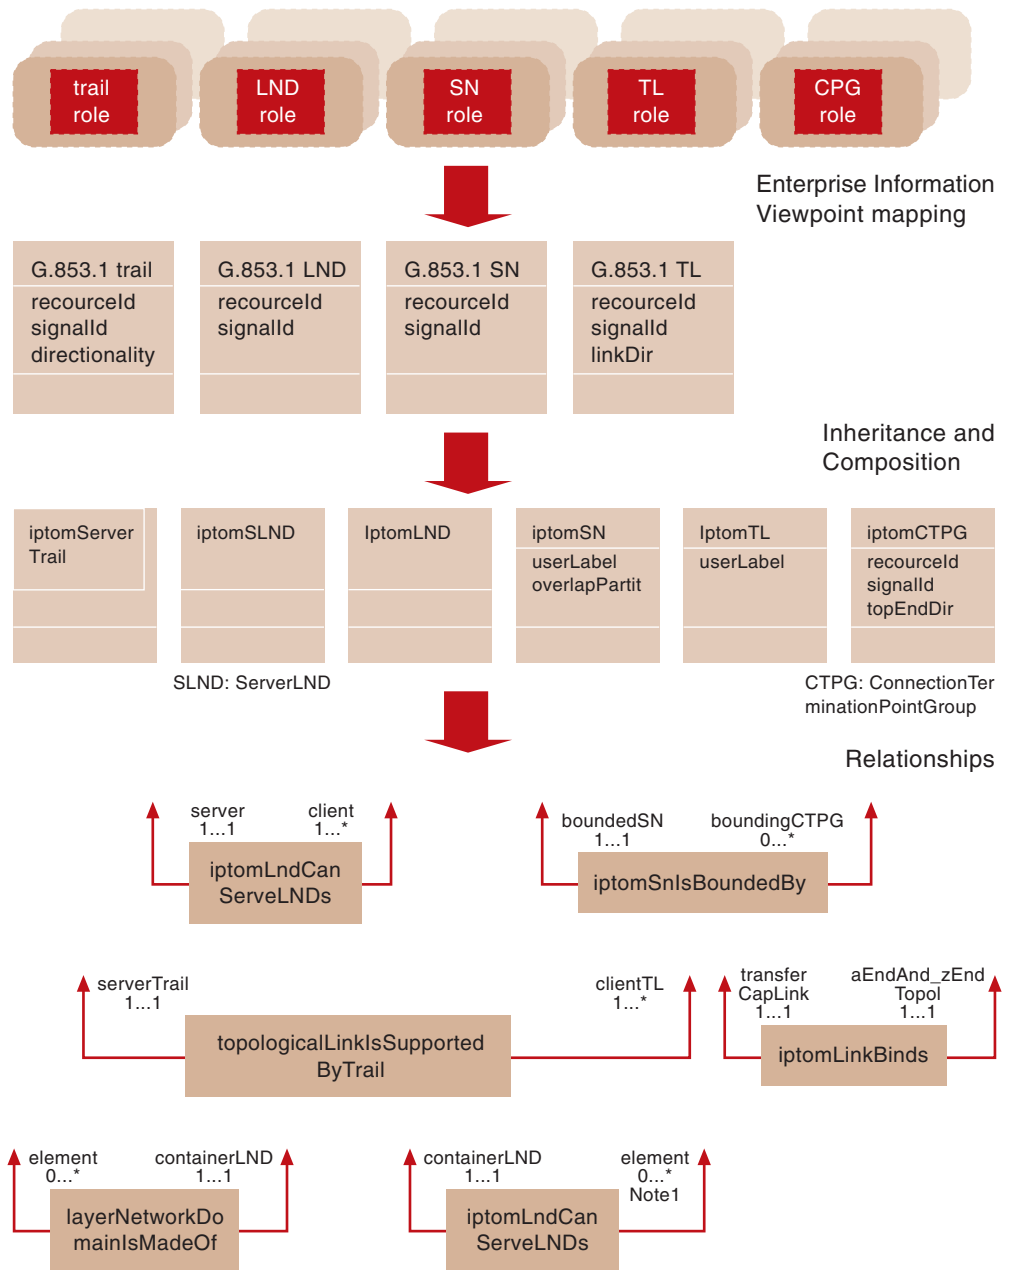 trail
role
LND
role
SN
role
TL
role
CPG
role
Enterprise Information
Viewpoint mapping
G.853.1 trail
recourceId
signalId
directionality
G.853.1 LND
recourceId
signalId
G.853.1 SN
recourceId
signalId
G.853.1 TL
recourceId
signalId
linkDir
Inheritance and
Composition
iptomServer
Trail
iptomSLND
IptomLND
iptomSN
userLabel
overlapPartit
IptomTL
userLabel
iptomCTPG
recourceId
signalId
topEndDir
SLND: ServerLND
CTPG: ConnectionTer
minationPointGroup
Relationships
server
1...1
client
1...*
iptomLndCan
ServeLNDs
boundedSN
1...1
boundingCTPG
0...*
iptomSnIsBoundedBy
serverTrail
1...1
clientTL
1...*
topologicalLinkIsSupported
ByTrail
transfer
CapLink
1...1
aEndAnd_zEnd
Topol
1...1
iptomLinkBinds
element
0...*
containerLND
1...1
layerNetworkDo
mainIsMadeOf
containerLND
1...1
element
0...*
Note1
iptomLndCan
ServeLNDs